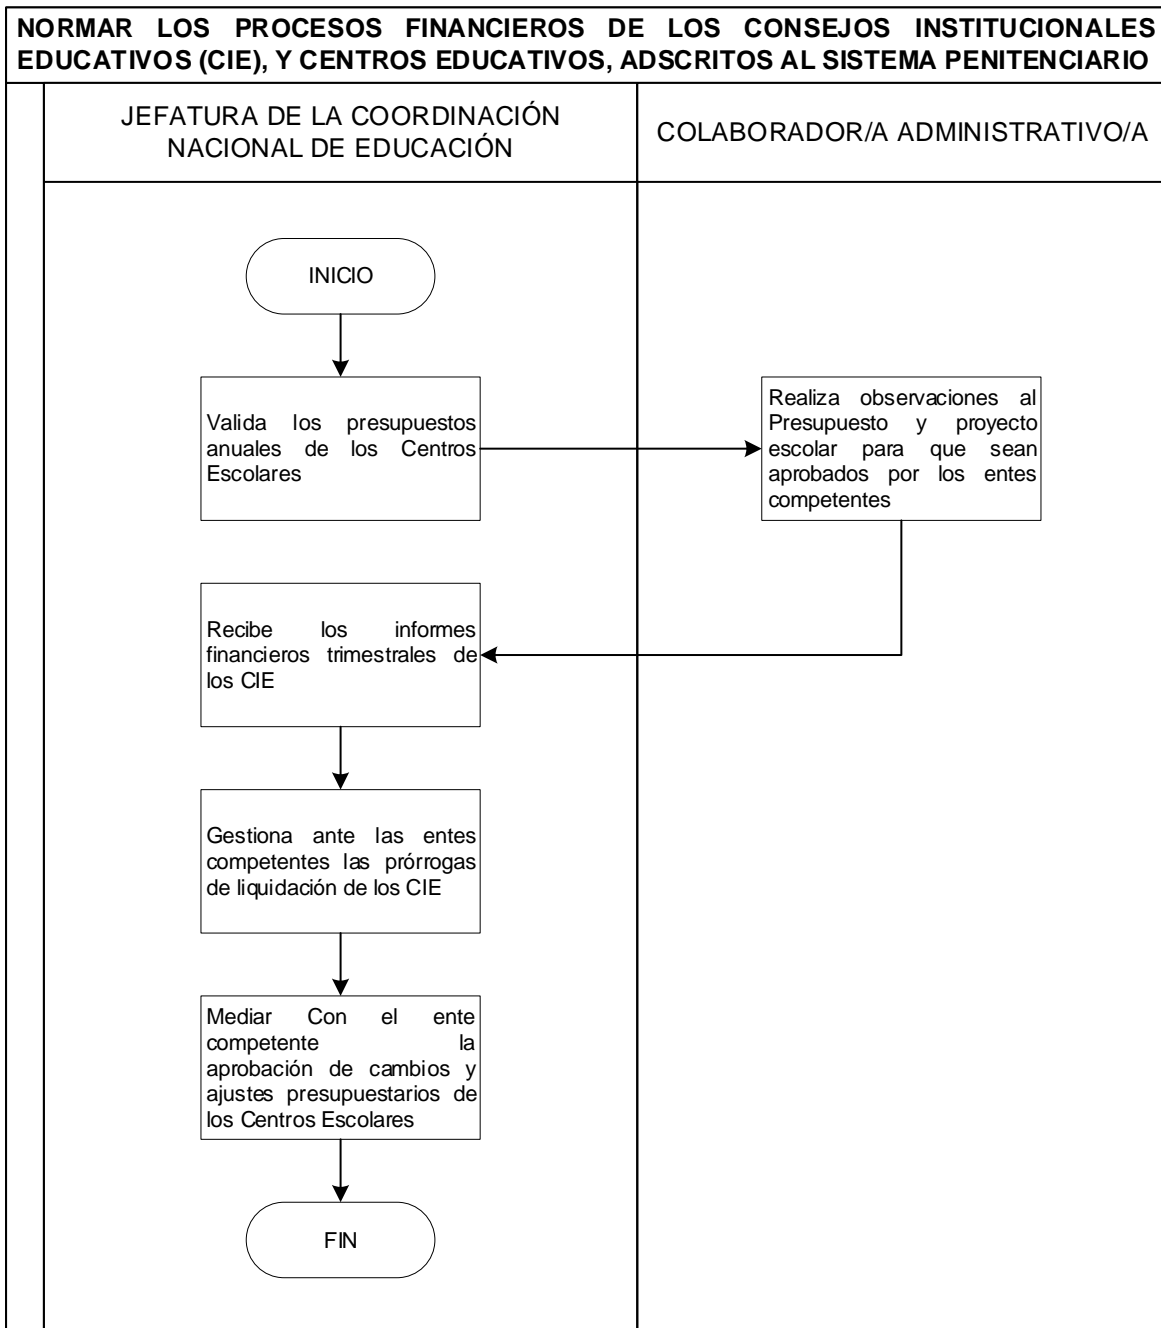 NORMAR LOS PROCESOS FINANCIEROS DE LOS CONSEJOS INSTITUCIONALES
EDUCATIVOS (CIE), Y CENTROS EDUCATIVOS, ADSCRITOS AL SISTEMA PENITENCIARIO
JEFATURA DE LA COORDINACIÓN
NACIONAL DE EDUCACIÓN
COLABORADOR/A ADMINISTRATIVO/A
INICIO
Valida los presupuestos
anuales de los Centros
Escolares
Realiza observaciones al
Presupuesto y proyecto
escolar para que sean
aprobados por los entes
competentes
Recibe los informes
financieros trimestrales de
los CIE
Gestiona ante las entes
competentes las prórrogas
de liquidación de los CIE
Mediar Con el ente
competente la
aprobación de cambios y
ajustes presupuestarios de
los Centros Escolares
FIN